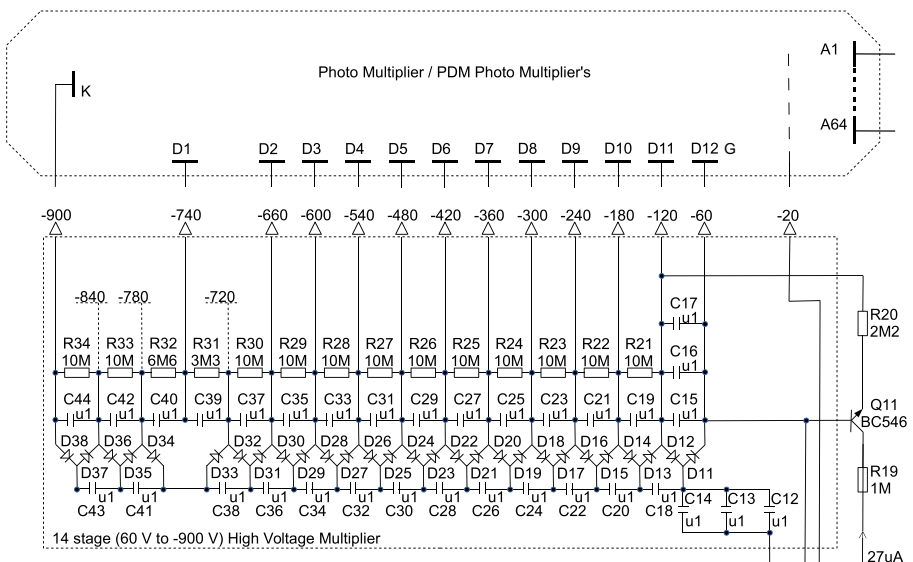 Photo Multiplier / PDM Photo Multiplier's
A1
K
A64
D1 D2 D3 D4 D5 D6 D7 D8 D9 D10 D11 D12 G
-900 -740 -660 -600 -540 -480 -420 -360 -300 -240 -180 -120 -60 -20
-840 -780 -720
C17
u1
R20
2M2
R34 R33 R32 R31 R30 R29 R28 R27 R26 R25 R24 R23 R22 R21 C16
10M 10M 6M6 3M3 10M 10M 10M 10M 10M 10M 10M 10M 10M 10M u1
C44 C42 C40 C39 C37 C35 C33 C31 C29 C27 C25 C23 C21 C19 C15
u1 u1 u1 u1 u1 u1 u1 u1 u1 u1 u1 u1 u1 u1 u1
Q11
BC546
D38 D36 D34 D32 D30 D28 D26 D24 D22 D20 D18 D16 D14 D12
D37 D35 D33 D31 D29 D27 D25 D23 D21 D19 D17 D15 D13 D11
R19
1M
u1 u1 u1 u1 u1 u1 u1 u1 u1 u1 u1 u1 u1 C14 C13 C12
C43 C41 C38 C36 C34 C32 C30 C28 C26 C24 C22 C20 C18 u1 u1 u1
14 stage (60 V to -900 V) High Voltage Multiplier
27uA